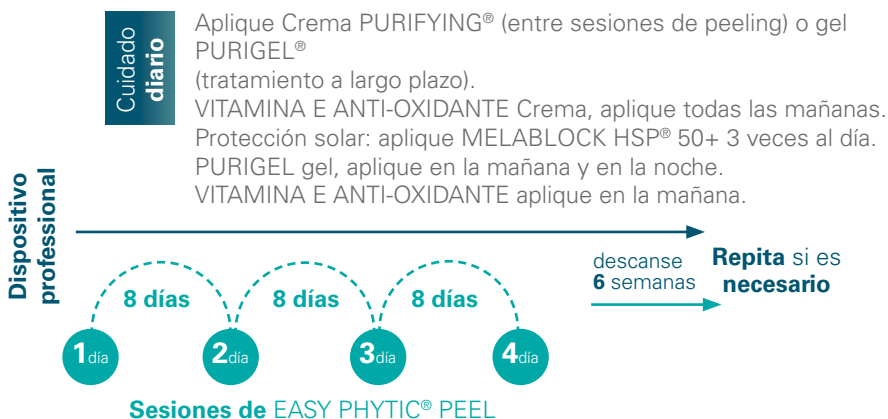 Cuidado
diario
Aplique Crema PURIFYING® (entre sesiones de peeling) o gel
PURIGEL®
(tratamiento a largo plazo).
VITAMINA E ANTI-OXIDANTE Crema, aplique todas las mañanas.
Protección solar: aplique MELABLOCK HSP® 50+ 3 veces al día.
PURIGEL gel, aplique en la mañana y en la noche.
VITAMINA E ANTI-OXIDANTE aplique en la mañana.
Dispositivo
professional
descanse
6 semanas
Repita si es
necesario
8 días
8 días
8 días
1día
2día
3día
4día
Sesiones de EASY PHYTIC® PEEL